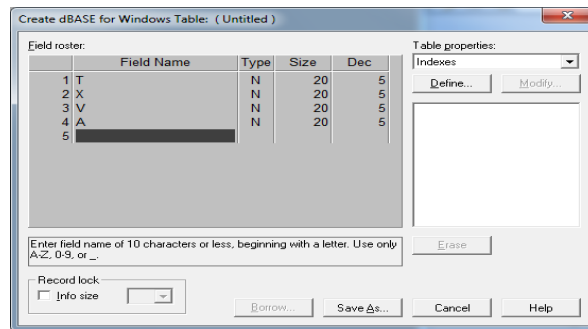 Create dBASE for Windows Table: ( Untitled )
Field roster:
Field Name Type Size Dec
1 T N 20 5
2 X N 20 5
3 V N 20 5
4 A N 20 5
5
Enter field name of 10 characters or less, beginning with a letter. Use only
A-Z, 0-9, or _.
Record lock
Info size
Borrow...
Save As...
Table properties:
Indexes
Define...
Modify...
Erase
Cancel
Help